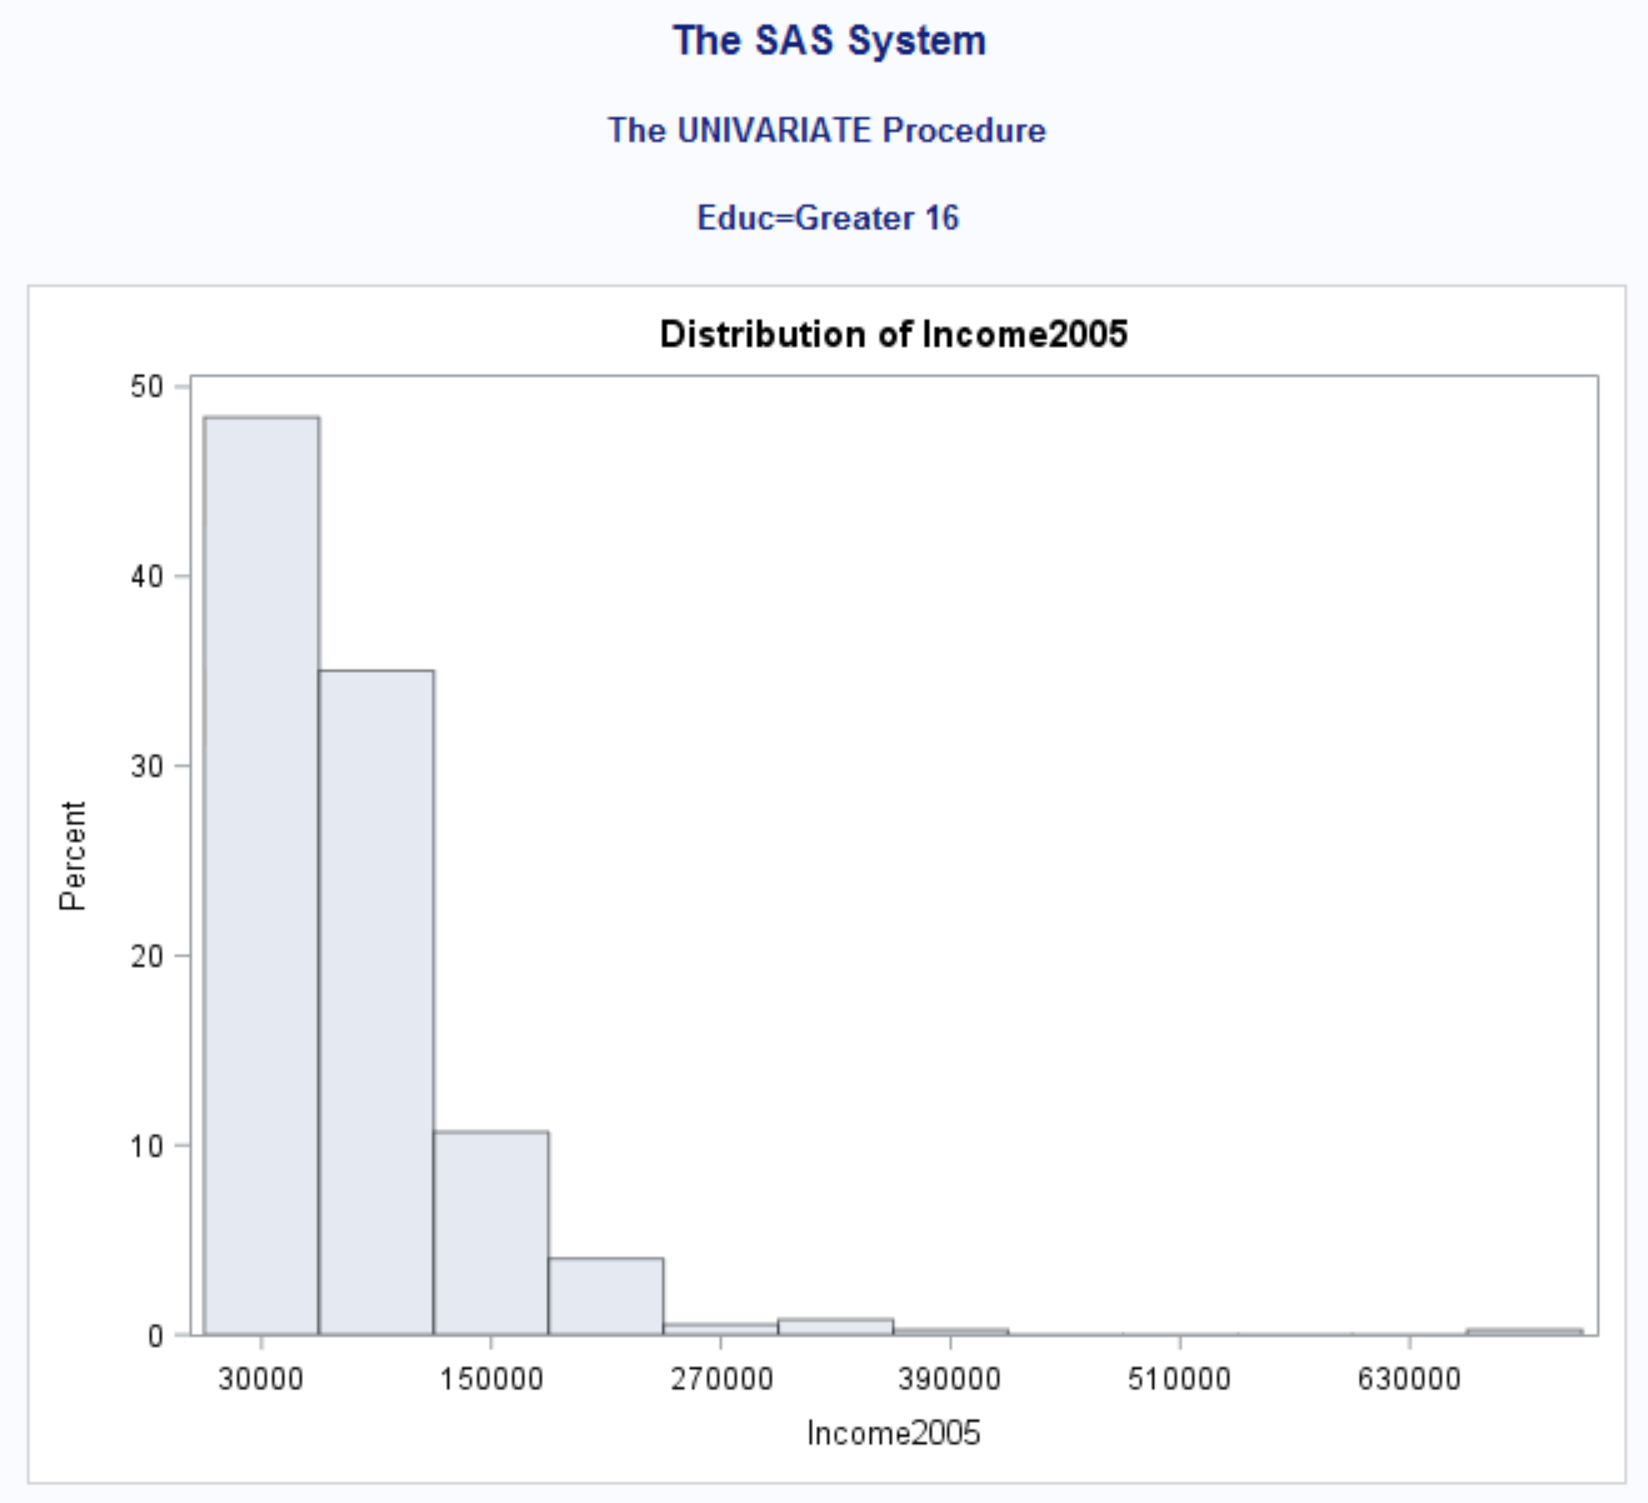 The SAS System
The UNIVARIATE Procedure
Educ=Greater 16
Distribution of Income2005
50
40
30
20
10
0
Percent
30000 150000 270000 390000 510000 630000
Income2005